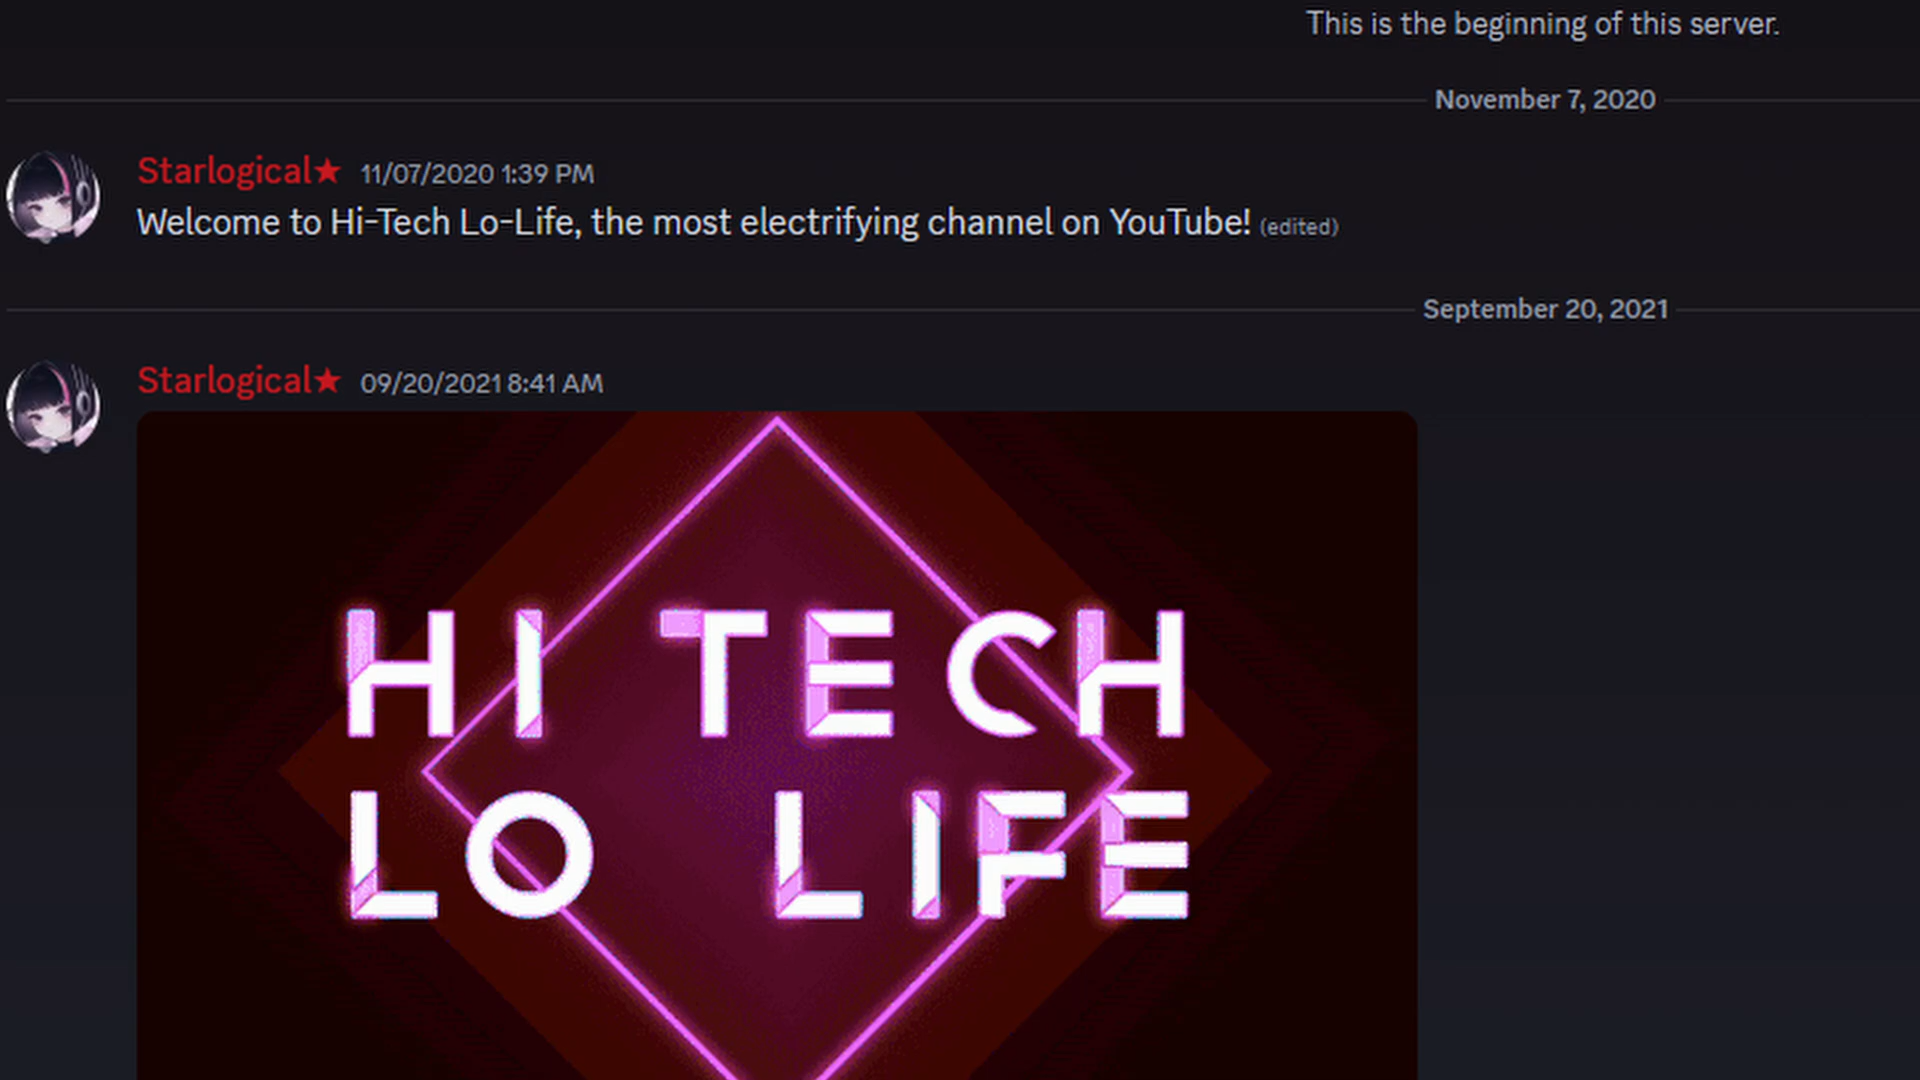 This is the beginning of this server.
November 7, 2020
Starlogical★ 11/07/2020 1:39 PM
Welcome to Hi-Tech Lo-Life, the most electrifying channel on YouTube! (edited)
September 20, 2021
Starlogical★ 09/20/2021 8:41 AM
HI TECH
LO LIFE